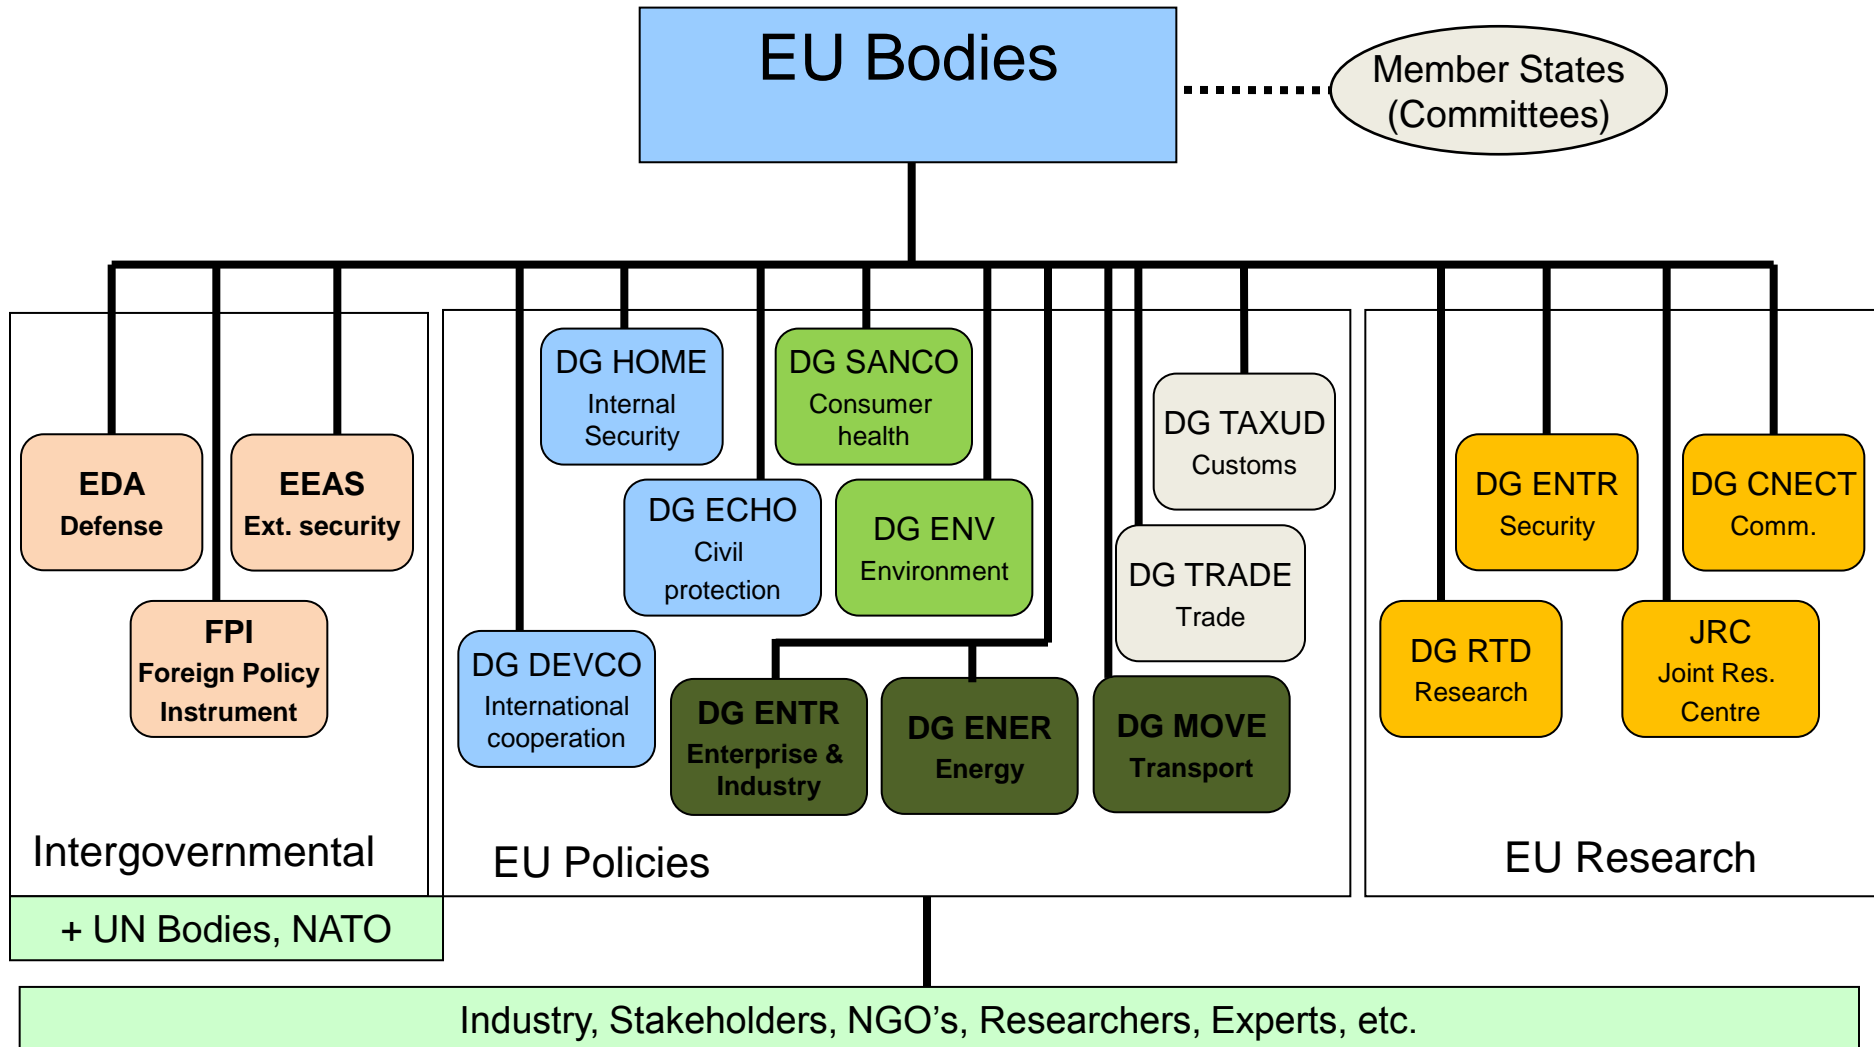 EU Bodies
Member States
(Committees)
DG HOME
Internal
Security
DG SANCO
Consumer
health
DG TAXUD
Customs
EDA
Defense
EEAS
Ext. security
DG ECHO
Civil
protection
DG ENV
Environment
DG TRADE
Trade
DG ENTR
Security
DG CNECT
Comm.
FPI
Foreign Policy
Instrument
DG DEVCO
International
cooperation
DG ENTR
Enterprise &
Industry
DG ENER
Energy
DG MOVE
Transport
DG RTD
Research
JRC
Joint Res.
Centre
Intergovernmental
EU Policies
EU Research
+ UN Bodies, NATO
Industry, Stakeholders, NGO’s, Researchers, Experts, etc.